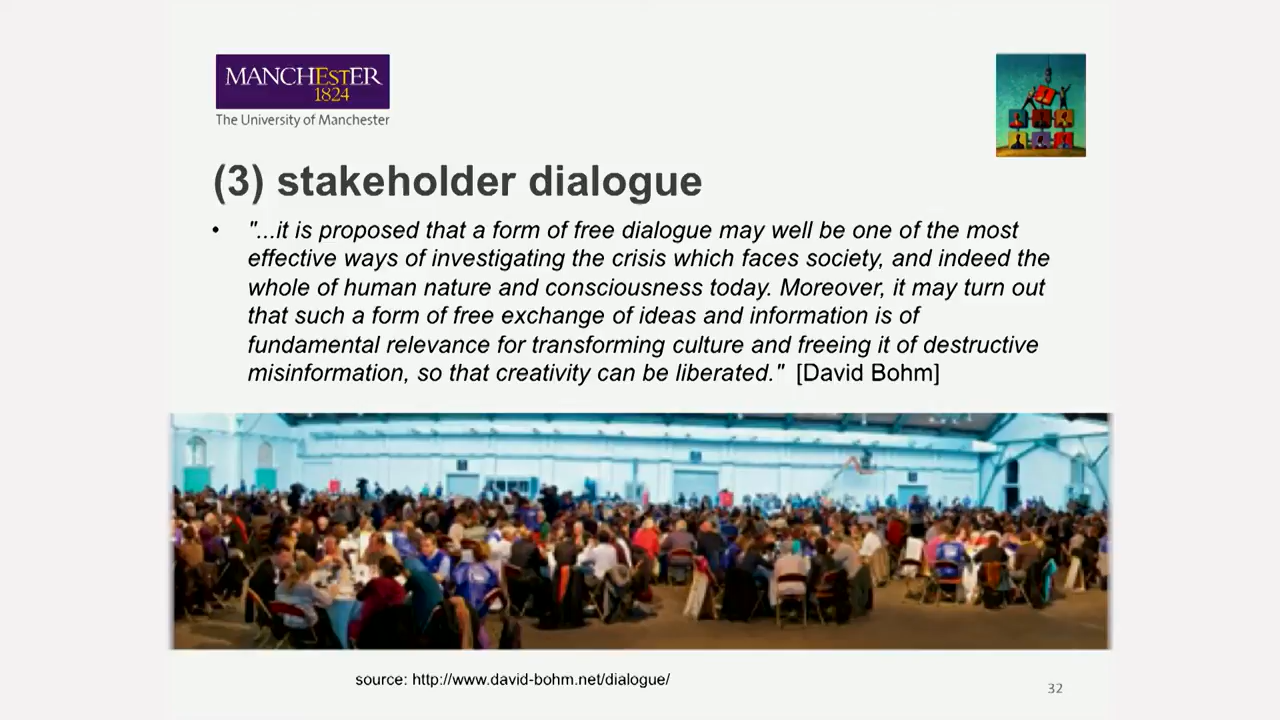 MANCHEstER
1824
The University of Manchester
(3) stakeholder dialogue
• "...it is proposed that a form of free dialogue may well be one of the most
effective ways of investigating the crisis which faces society, and indeed the
whole of human nature and consciousness today. Moreover, it may turn out
that such a form of free exchange of ideas and information is of
fundamental relevance for transforming culture and freeing it of destructive
misinformation, so that creativity can be liberated." [David Bohm]
source: http://www.david-bohm.net/dialogue/
32